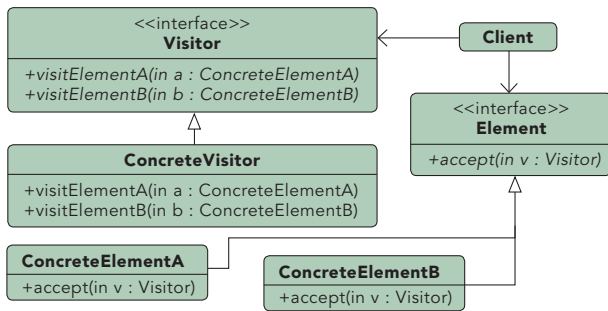 <<interface>>
Visitor
+visitElementA(in a : ConcreteElementA)
+visitElementB(in b : ConcreteElementB)
Client
<<interface>>
Element
+accept(in v : Visitor)
ConcreteVisitor
+visitElementA(in a : ConcreteElementA)
+visitElementB(in b : ConcreteElementB)
ConcreteElementA
+accept(in v : Visitor)
ConcreteElementB
+accept(in v : Visitor)